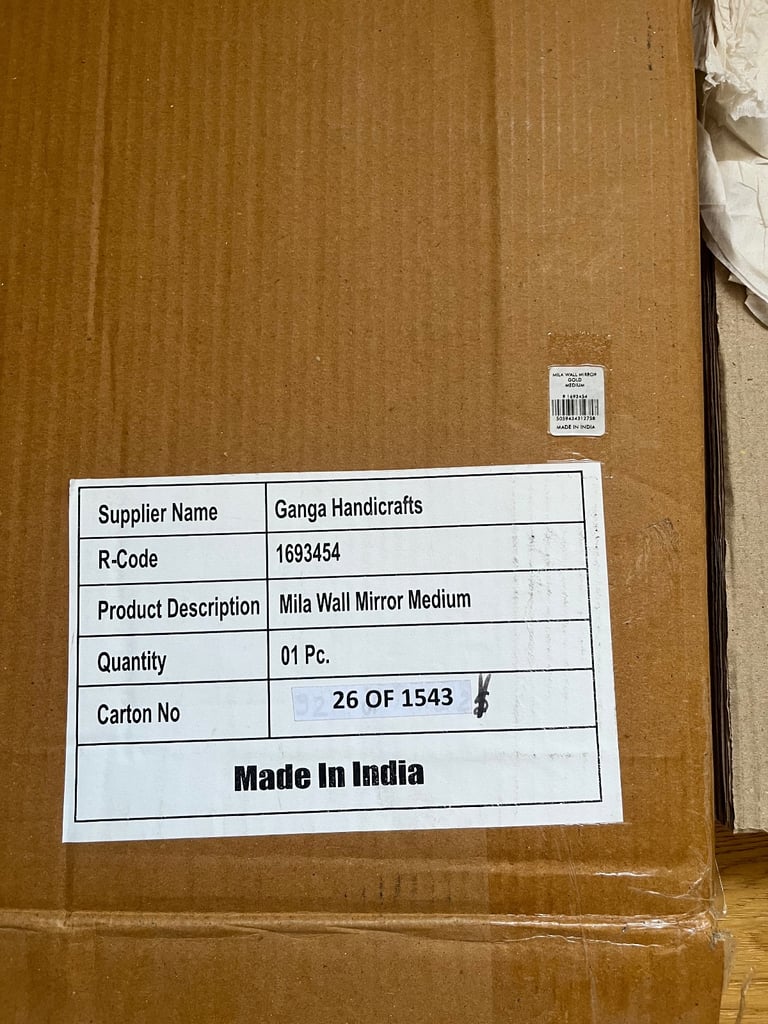 MILA WALL MIRROR
GOLD
MEDIUM
R 1693454
MADE IN INDIA
Supplier Name Ganga Handicrafts
R-Code 1693454
Product Description Mila Wall Mirror Medium
Quantity 01 Pc.
Carton No 26 OF 1543
Made In India